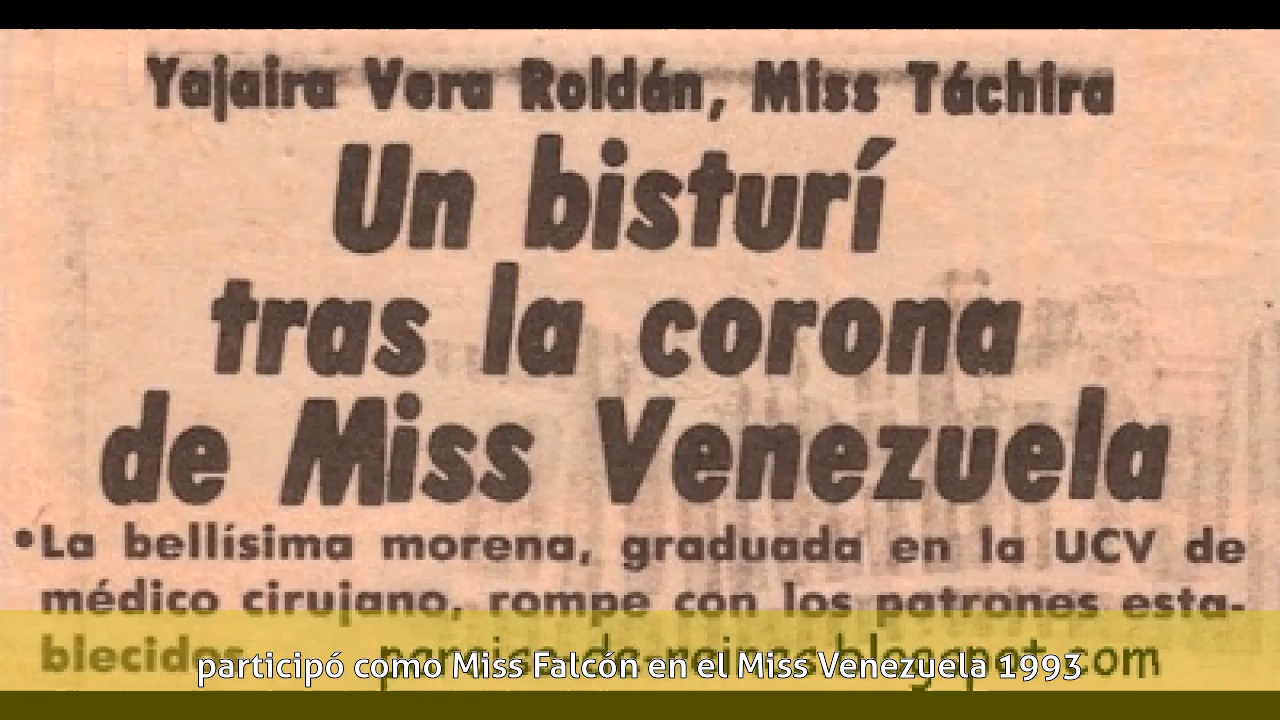 Yajaira Vera Roldán, Miss Táchira
Un bisturí
tras la corona
de Miss Venezuela
•La bellísima morena, graduada en la UCV de
médico cirujano, rompe con los patrones esta-
blecidos
participó como Miss Falcón en el Miss Venezuela 1993